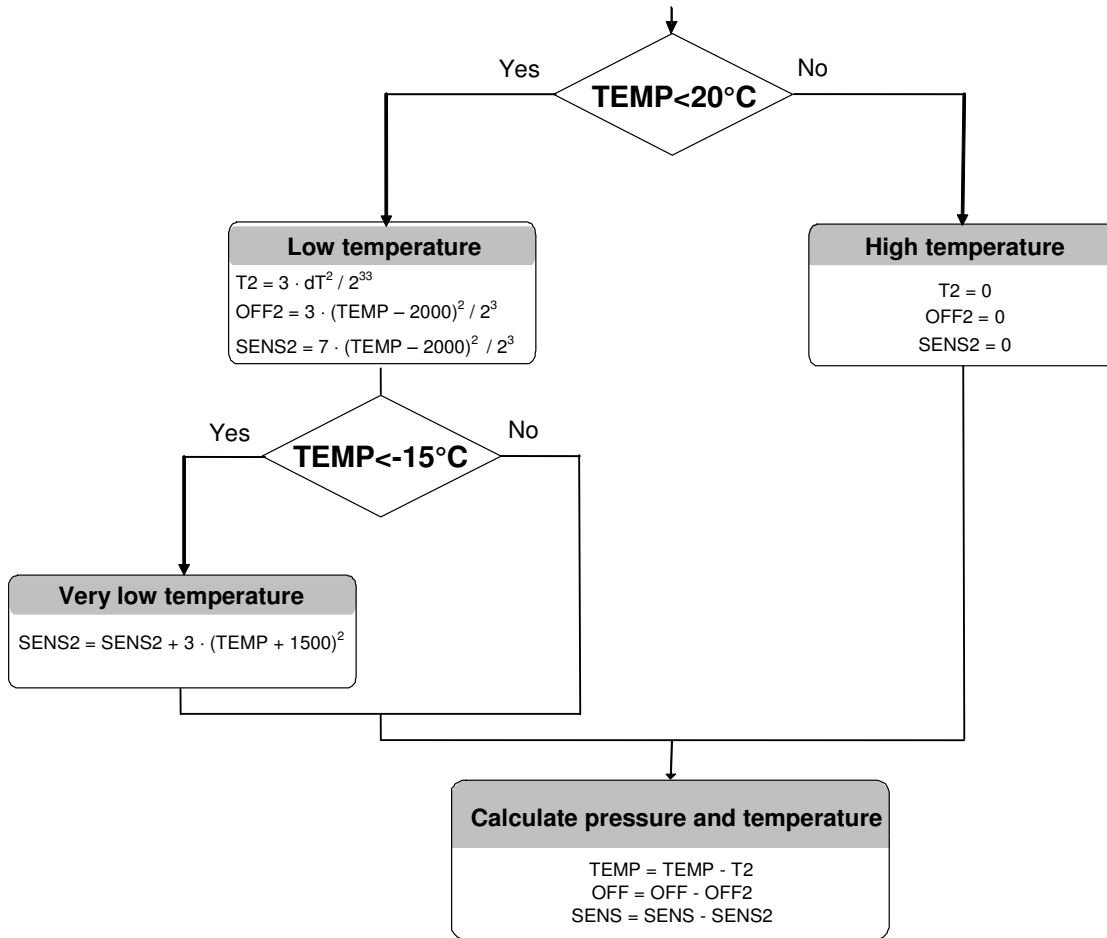 Yes
No
TEMP<20°C
Low temperature
T2 = 3 · dT² / 2³³
OFF2 = 3 · (TEMP – 2000)² / 2³
SENS2 = 7 · (TEMP – 2000)² / 2³
High temperature
T2 = 0
OFF2 = 0
SENS2 = 0
Yes
No
TEMP<-15°C
Very low temperature
SENS2 = SENS2 + 3 · (TEMP + 1500)²
Calculate pressure and temperature
TEMP = TEMP - T2
OFF = OFF - OFF2
SENS = SENS - SENS2